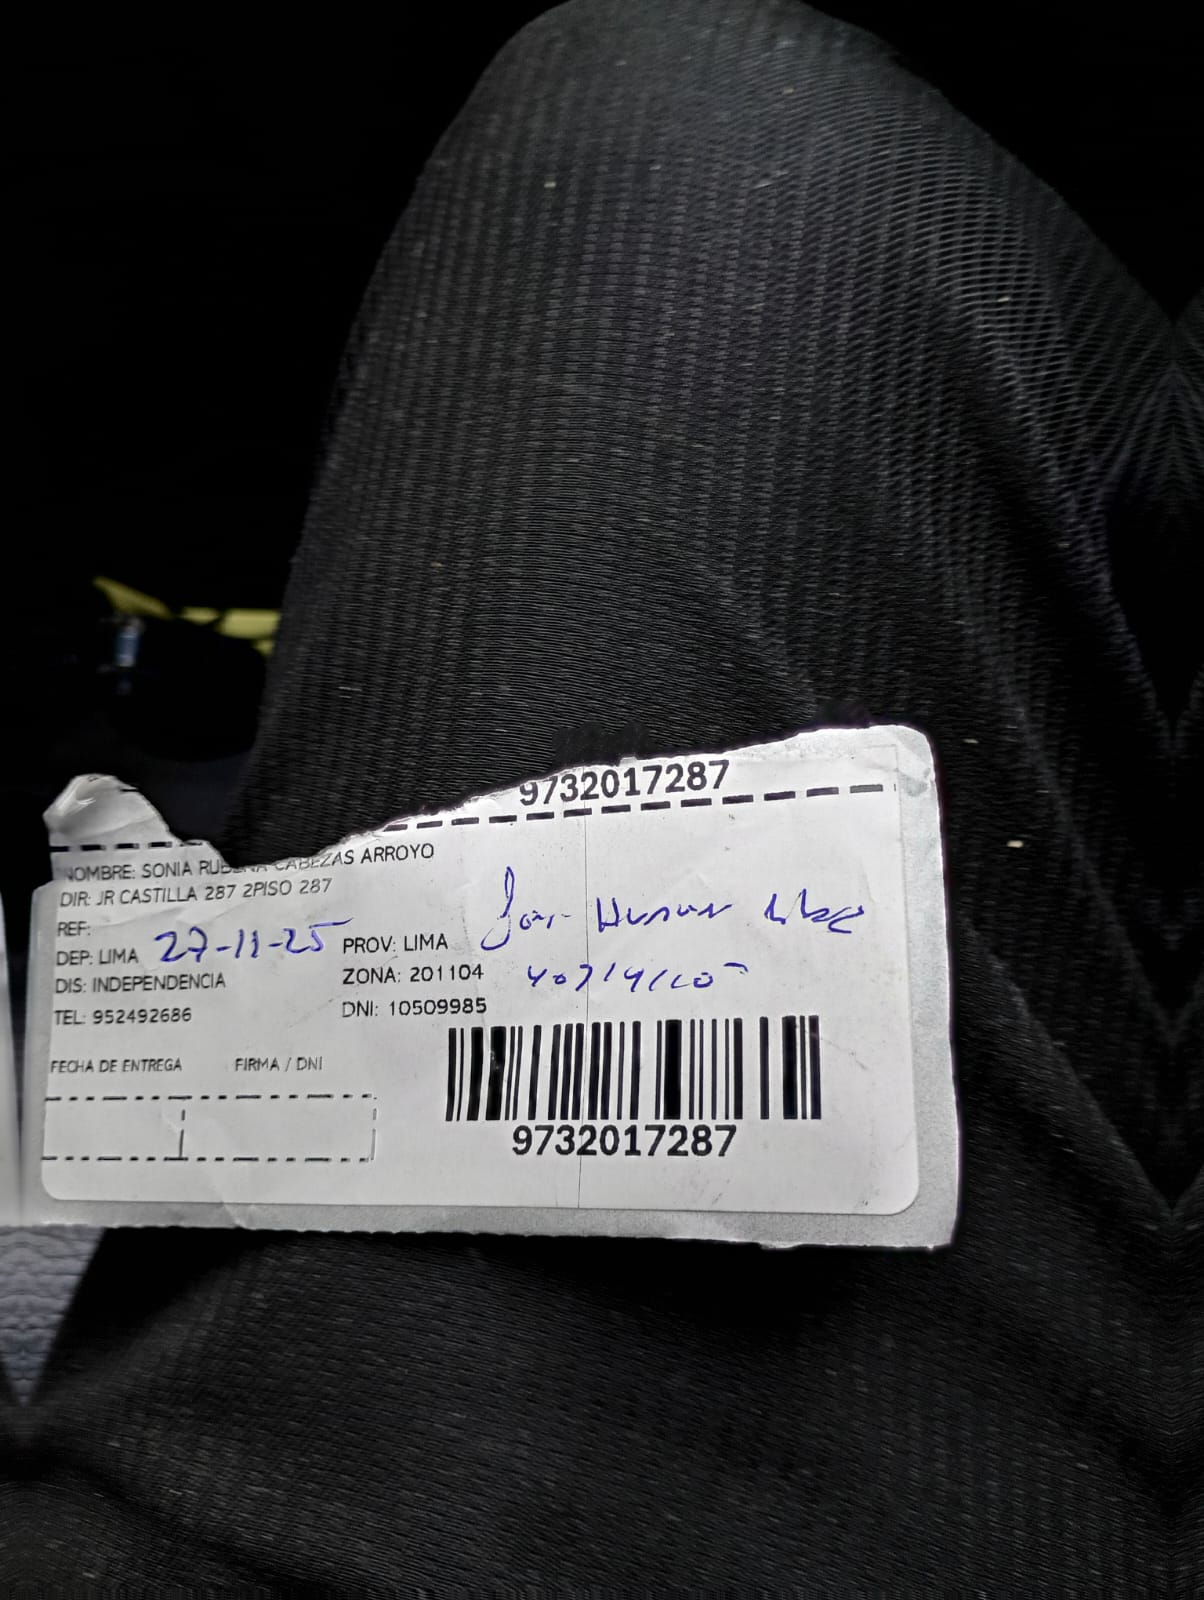 9732017287
NOMBRE: SONIA CABEZAS ARROYO
DIR: JR CASTILLA 287 2PISO 287
REF:
DEP: LIMA 27-11-25 PROV: LIMA
DIS: INDEPENDENCIA ZONA: 201104
TEL: 952492686 DNI: 10509985
FECHA DE ENTREGA FIRMA / DNI
9732017287